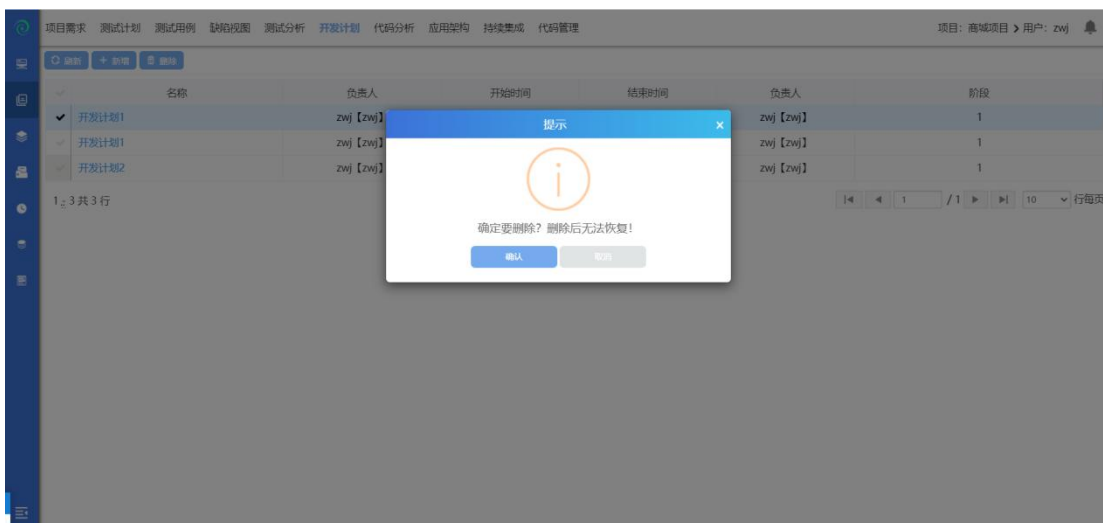 项目需求 测试计划 测试用例 缺陷视图 测试分析 开发计划 代码分析 应用架构 持续集成 代码管理 项目：商城项目 用户：zwj
刷新 + 新增 删除
名称 负责人 开始时间 结束时间 负责人 阶段
开发计划1 zwj【zwj】 zwj【zwj】 1
开发计划1 zwj【zwj】 zwj【zwj】 1
开发计划2 zwj【zwj】 zwj【zwj】 1
1 - 3 共 3 行 1 / 1 10 行每页
提示 ×
确定要删除？删除后无法恢复！
确认 取消